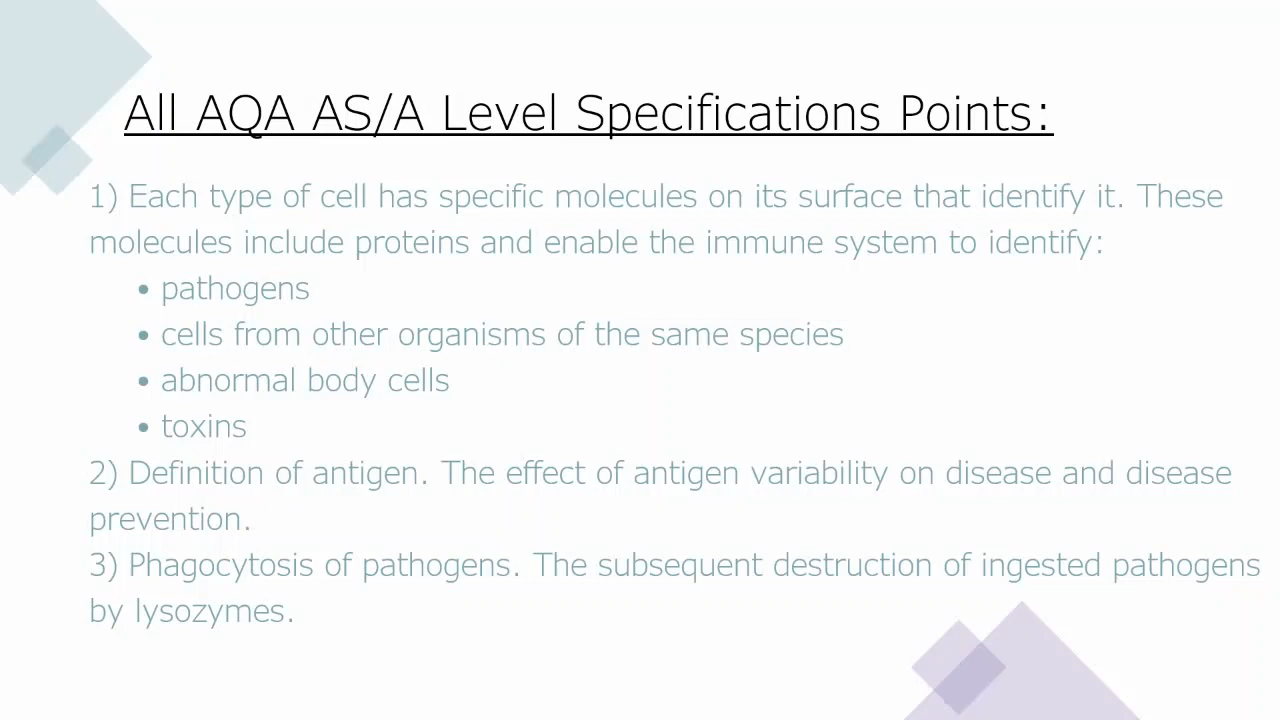 All AQA AS/A Level Specifications Points:
1) Each type of cell has specific molecules on its surface that identify it. These
molecules include proteins and enable the immune system to identify:
• pathogens
• cells from other organisms of the same species
• abnormal body cells
• toxins
2) Definition of antigen. The effect of antigen variability on disease and disease
prevention.
3) Phagocytosis of pathogens. The subsequent destruction of ingested pathogens
by lysozymes.